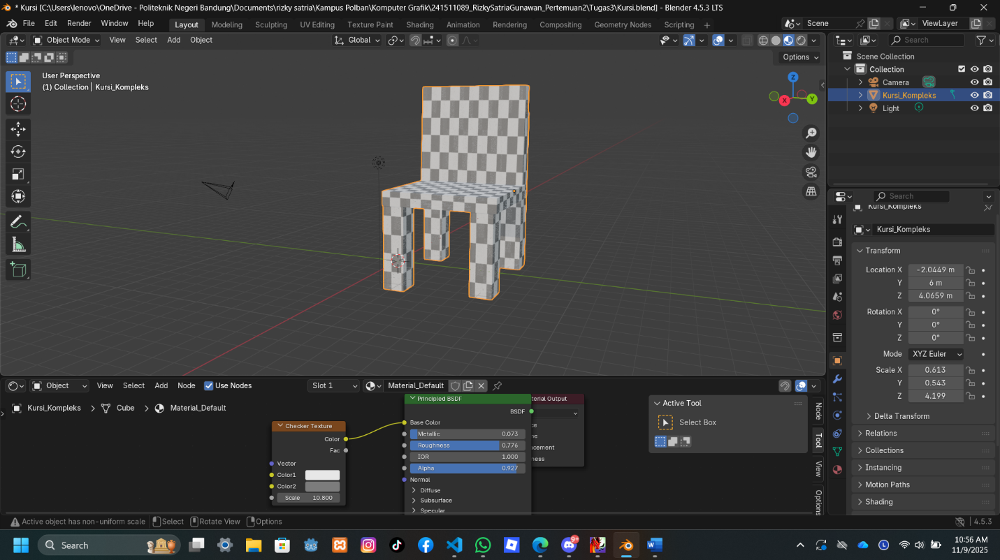 * Kursi [C:\Users\lenovo\OneDrive - Politeknik Negeri Bandung\Documents\rizky satria\Kampus Polban\Komputer Grafik\241511089_RizkySatriaGunawan_Pertemuan2\Tugas3\Kursi.blend] - Blender 4.5.3 LTS
File Edit Render Window Help Layout Modeling Sculpting UV Editing Texture Paint Shading Animation Rendering Compositing Geometry Nodes Scripting + Scene ViewLayer
Object Mode View Select Add Object Global Search
Options
User Perspective
(1) Collection | Kursi_Kompleks
Z
X
Y
Scene Collection
Collection
Camera
Kursi_Kompleks
Light
Search
Kursi_Kompleks
Kursi_Kompleks
Transform
Location X -2.0449 m
Y 6 m
Z 4.0659 m
Rotation X 0°
Y 0°
Z 0°
Mode XYZ Euler
Scale X 0.613
Y 0.543
Z 4.199
Delta Transform
Relations
Collections
Instancing
Motion Paths
Shading
Object View Select Add Node Use Nodes Slot 1 Material_Default
Kursi_Kompleks > Cube > Material_Default
Checker Texture
Color
Fac
Vector
Color1
Color2
Scale 10.800
Principled BSDF
BSDF
Base Color
Metallic 0.073
Roughness 0.776
IOR 1.000
Alpha 0.927
Normal
Diffuse
Subsurface
Specular
terial Output
ce
ne
acement
ness
Active Tool
Select Box
Node
Tool
View
Options
Active object has non-uniform scale Select Rotate View Options 4.5.3
Search
9+
10:56 AM
11/9/2025